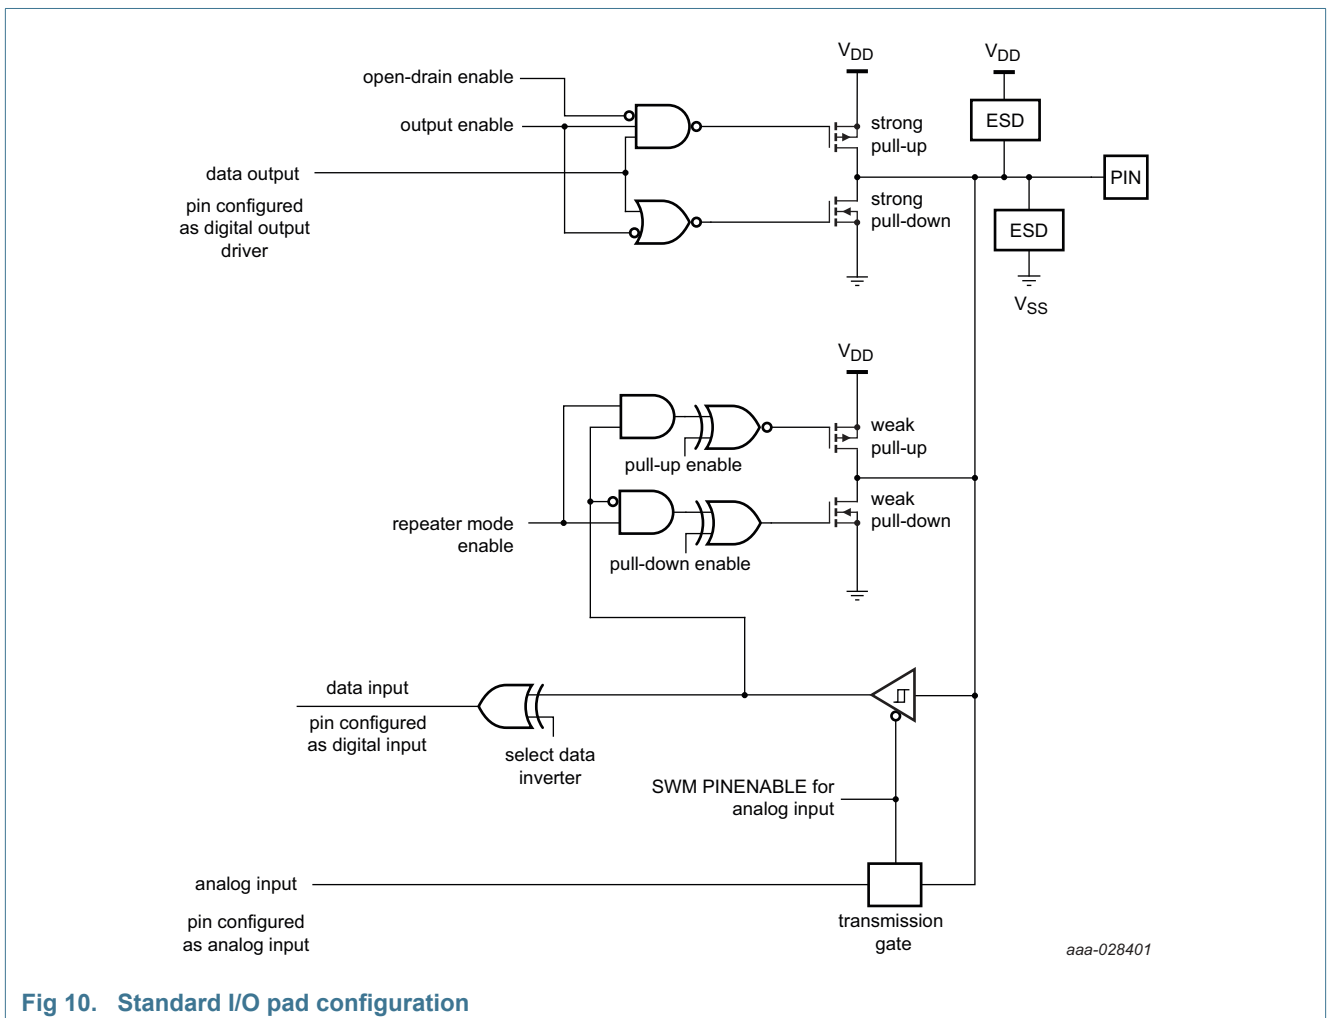 open-drain enable
output enable
data output
pin configured
as digital output
driver
VDD
strong
pull-up
strong
pull-down
VDD
ESD
PIN
ESD
VSS
VDD
weak
pull-up
pull-up enable
weak
pull-down
repeater mode
enable
pull-down enable
data input
pin configured
as digital input
select data
inverter
SWM PINENABLE for
analog input
analog input
pin configured
as analog input
transmission
gate
aaa-028401
Fig 10. Standard I/O pad configuration